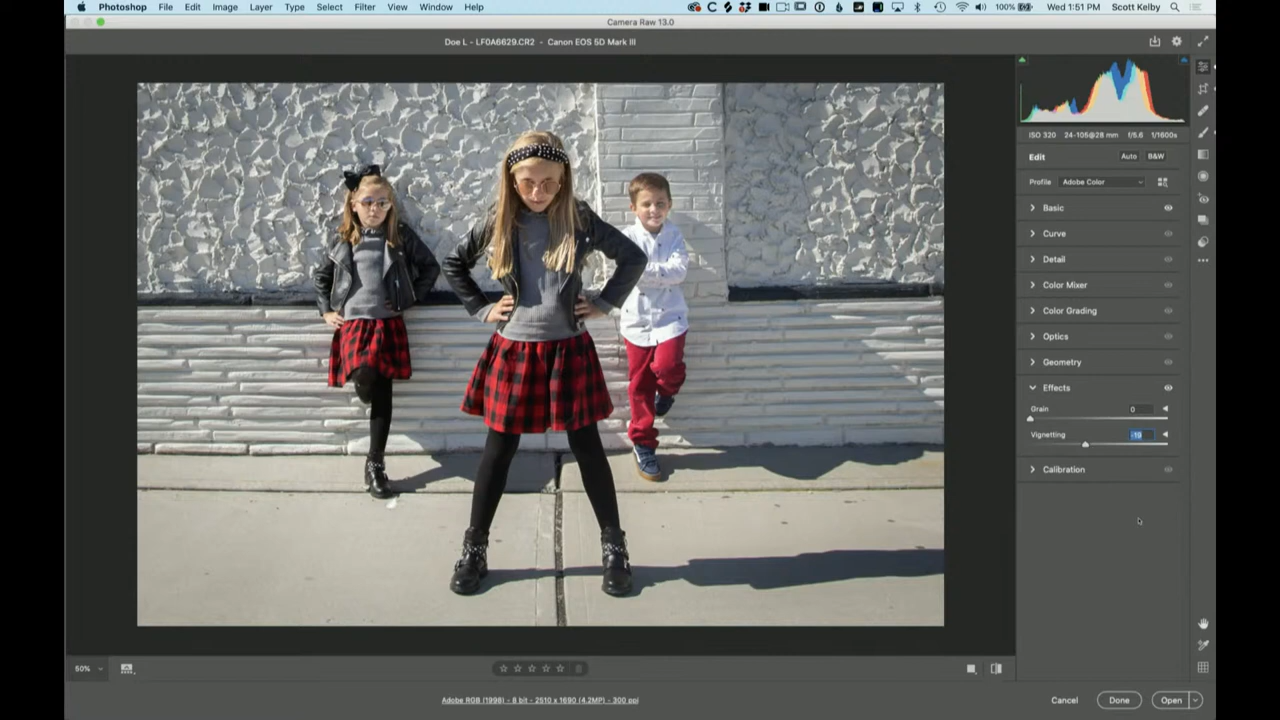 Photoshop File Edit Image Layer Type Select Filter View Window Help 100% Wed 1:51 PM Scott Kelby
Camera Raw 13.0
Doe L - LF0A6629.CR2 - Canon EOS 5D Mark III
ISO 320 24-105@28 mm f/5.6 1/1600s
Edit Auto B&W
Profile Adobe Color
Basic
Curve
Detail
Color Mixer
Color Grading
Optics
Geometry
Effects
Grain 0
Vignetting -19
Calibration
50%
Adobe RGB (1998) - 8 bit - 2510 x 1690 (4.2MP) - 300 ppi
Cancel Done Open